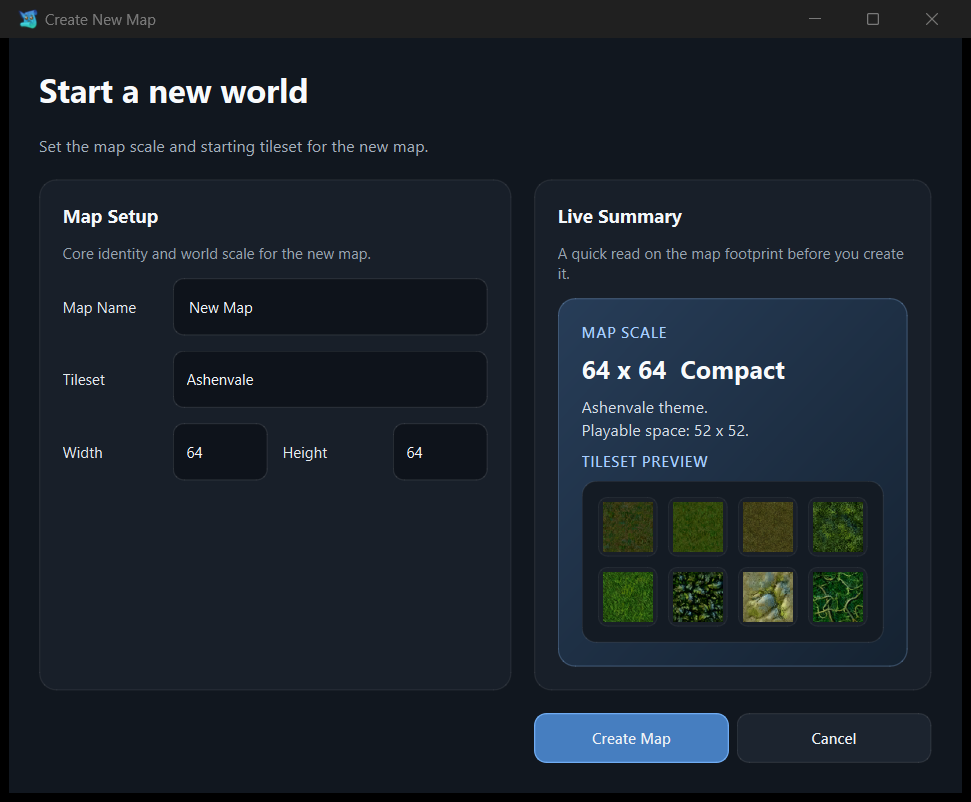 Create New Map
Start a new world
Set the map scale and starting tileset for the new map.
Map Setup
Core identity and world scale for the new map.
Map Name
New Map
Tileset
Ashenvale
Width
64
Height
64
Live Summary
A quick read on the map footprint before you create
it.
MAP SCALE
64 x 64 Compact
Ashenvale theme.
Playable space: 52 x 52.
TILESET PREVIEW
Create Map
Cancel